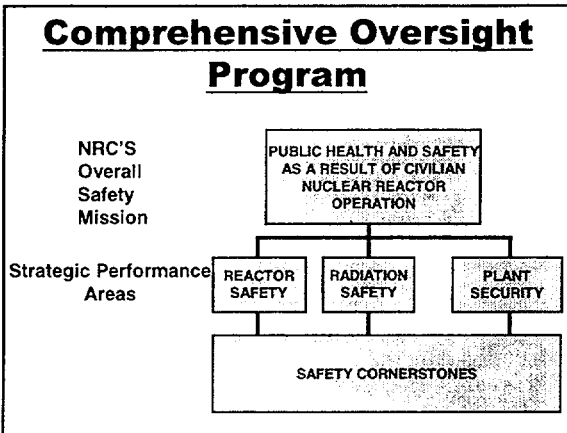 Comprehensive Oversight
Program
NRC'S
Overall
Safety
Mission
PUBLIC HEALTH AND SAFETY
AS A RESULT OF CIVILIAN
NUCLEAR REACTOR
OPERATION
Strategic Performance
Areas
REACTOR
SAFETY
RADIATION
SAFETY
PLANT
SECURITY
SAFETY CORNERSTONES